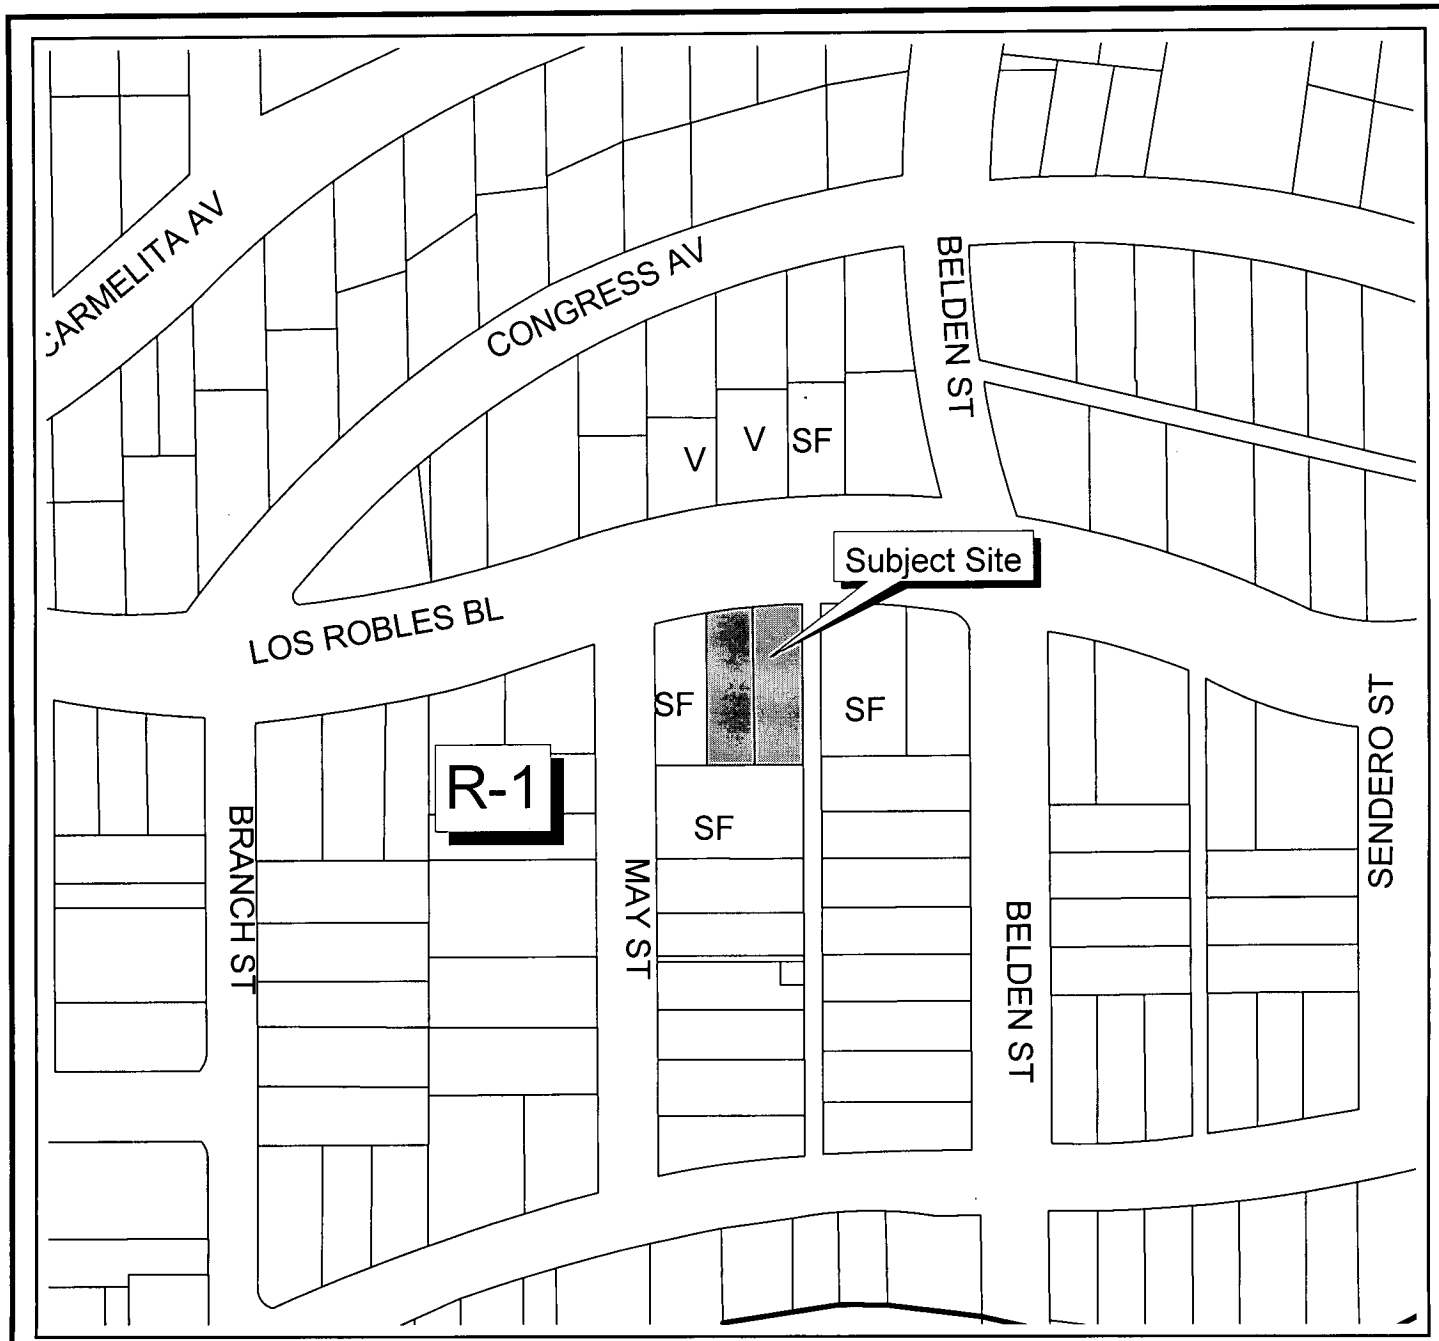 CARMELITA AV
CONGRESS AV
BELDEN ST
V
V
SF
Subject Site
LOS ROBLES BL
SF
SF
R-1
SF
BRANCH ST
MAY ST
BELDEN ST
SENDERO ST